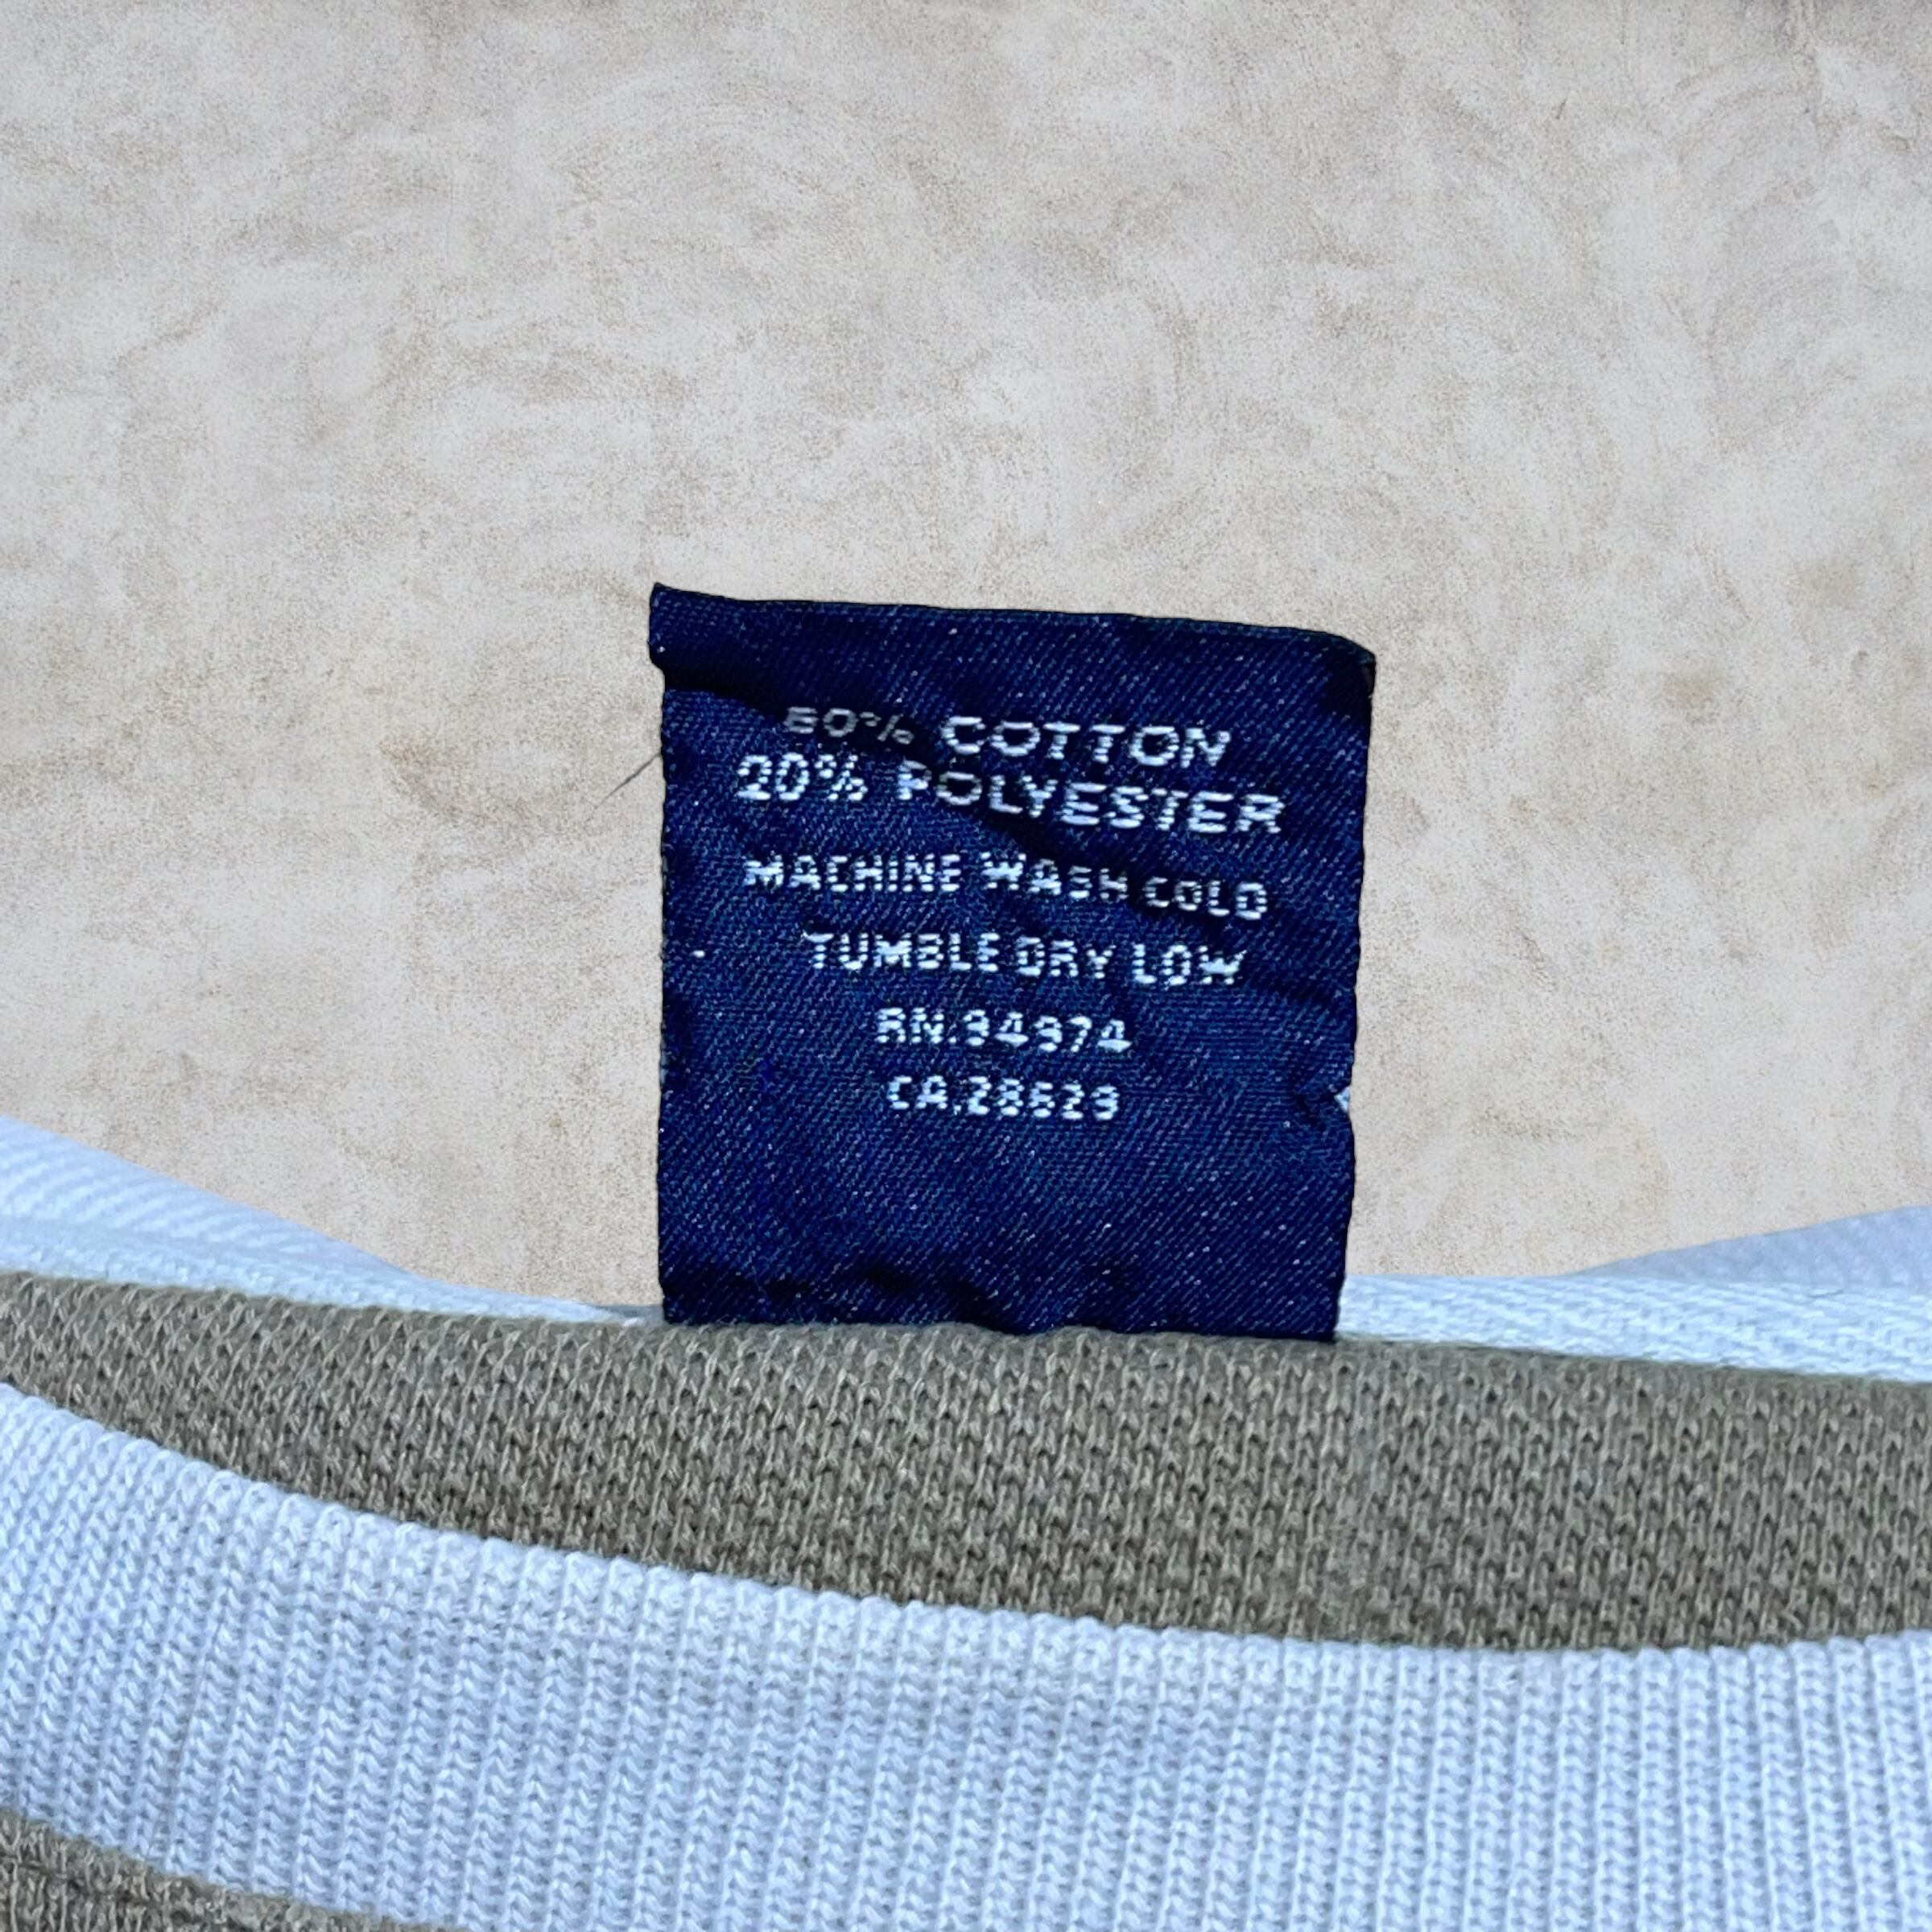 80% COTTON
20% POLYESTER
MACHINE WASH COLD
TUMBLE DRY LOW
RN:94974
CA.28629